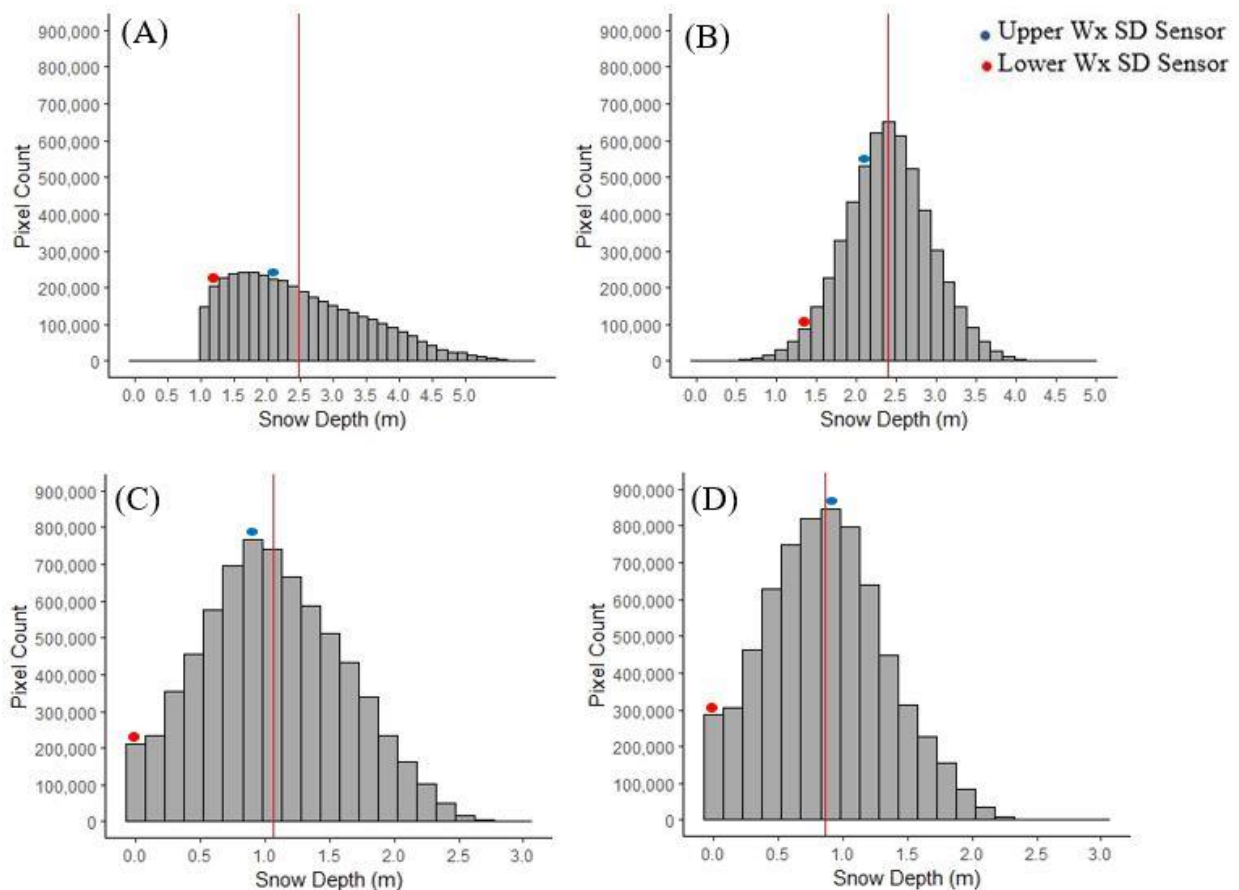 (A)
900,000
800,000
700,000
600,000
500,000
400,000
300,000
200,000
100,000
0
Pixel Count
0.0 0.5 1.0 1.5 2.0 2.5 3.0 3.5 4.0 4.5 5.0
Snow Depth (m)
(B)
Upper Wx SD Sensor
Lower Wx SD Sensor
900,000
800,000
700,000
600,000
500,000
400,000
300,000
200,000
100,000
0
Pixel Count
0.0 0.5 1.0 1.5 2.0 2.5 3.0 3.5 4.0 4.5 5.0
Snow Depth (m)
(C)
900,000
800,000
700,000
600,000
500,000
400,000
300,000
200,000
100,000
0
Pixel Count
0.0 0.5 1.0 1.5 2.0 2.5 3.0
Snow Depth (m)
(D)
900,000
800,000
700,000
600,000
500,000
400,000
300,000
200,000
100,000
0
Pixel Count
0.0 0.5 1.0 1.5 2.0 2.5 3.0
Snow Depth (m)